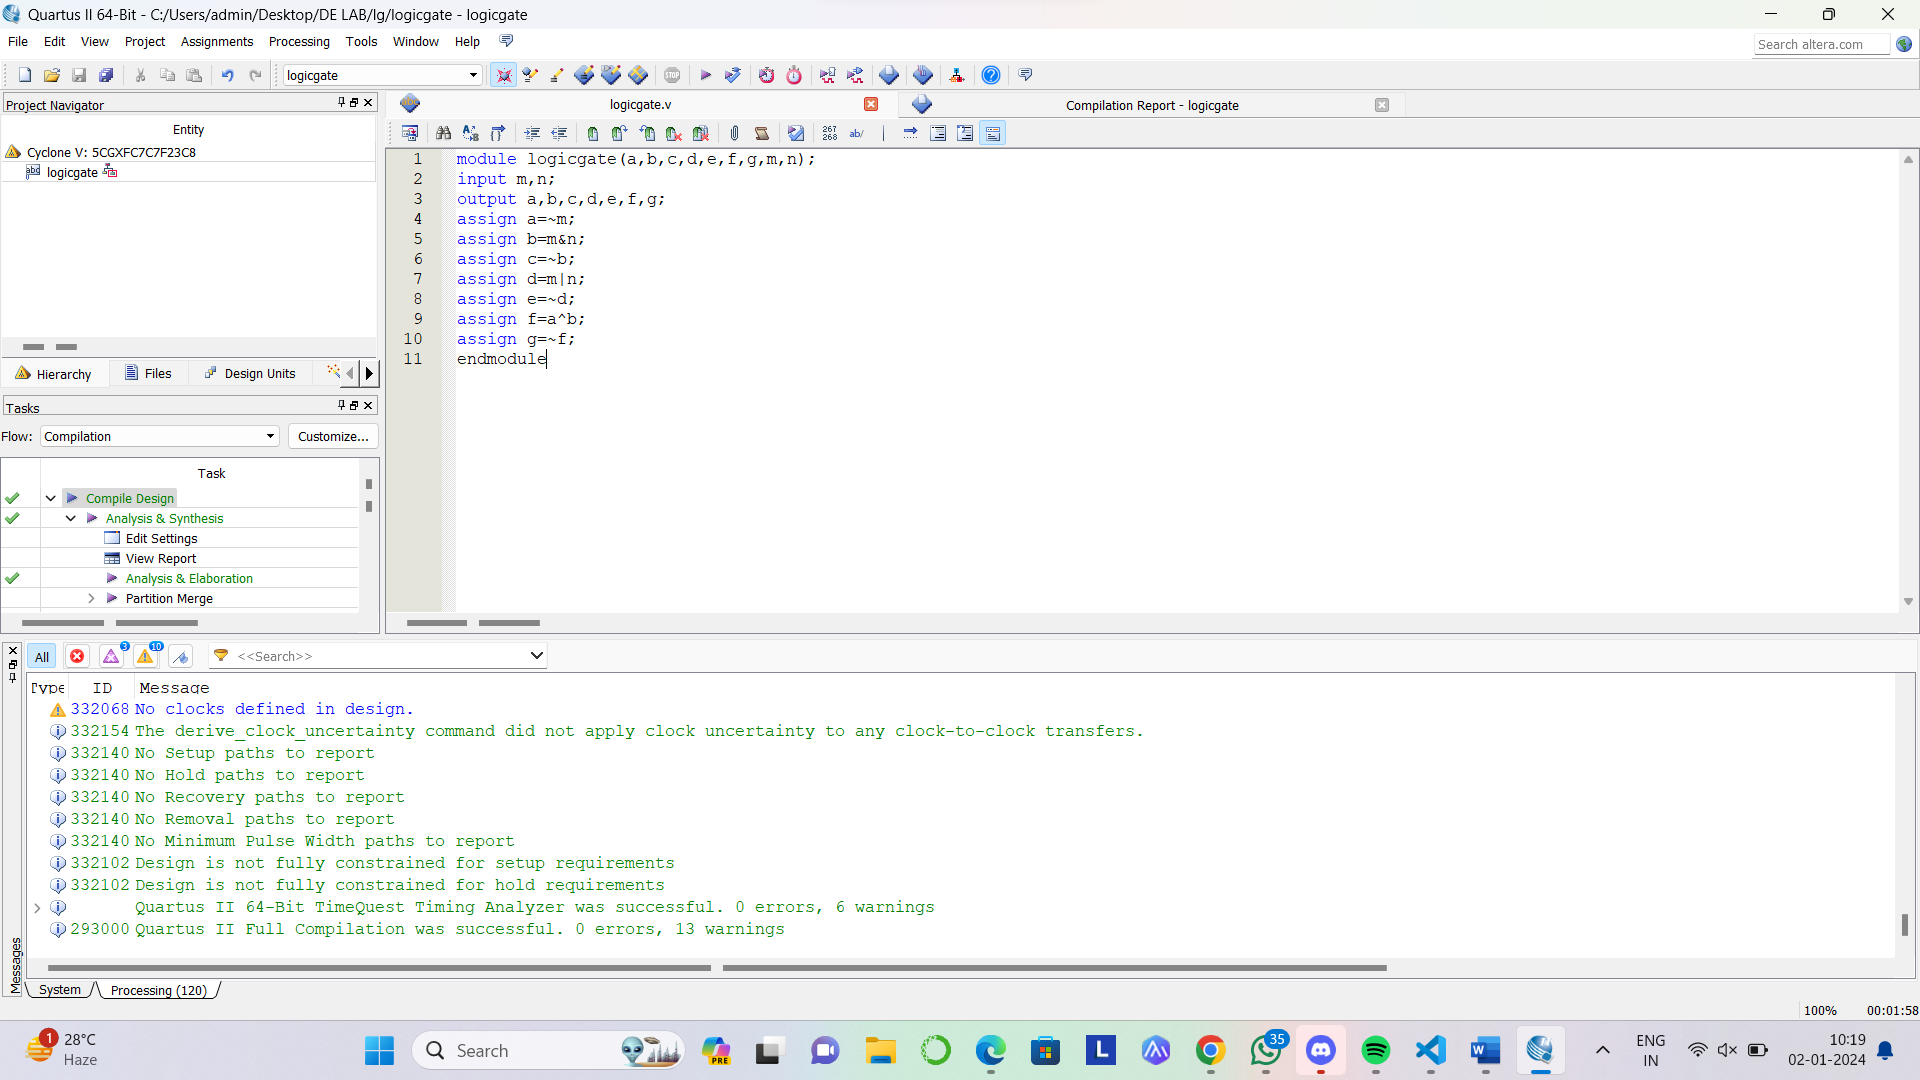 Quartus II 64-Bit - C:/Users/admin/Desktop/DE LAB/lg/logicgate - logicgate
File Edit View Project Assignments Processing Tools Window Help
Search altera.com
logicgate
Project Navigator
Entity
Cyclone V: 5CGXFC7C7F23C8
logicgate
Hierarchy Files Design Units
Tasks
Flow: Compilation Customize...
Task
Compile Design
Analysis & Synthesis
Edit Settings
View Report
Analysis & Elaboration
Partition Merge
logicgate.v Compilation Report - logicgate
267
268 ab/
1 module logicgate(a,b,c,d,e,f,g,m,n);
2 input m,n;
3 output a,b,c,d,e,f,g;
4 assign a=~m;
5 assign b=m&n;
6 assign c=~b;
7 assign d=m|n;
8 assign e=~d;
9 assign f=a^b;
10 assign g=~f;
11 endmodule
All 3 10 <<Search>>
Type ID Message
332068 No clocks defined in design.
332154 The derive_clock_uncertainty command did not apply clock uncertainty to any clock-to-clock transfers.
332140 No Setup paths to report
332140 No Hold paths to report
332140 No Recovery paths to report
332140 No Removal paths to report
332140 No Minimum Pulse Width paths to report
332102 Design is not fully constrained for setup requirements
332102 Design is not fully constrained for hold requirements
Quartus II 64-Bit TimeQuest Timing Analyzer was successful. 0 errors, 6 warnings
293000 Quartus II Full Compilation was successful. 0 errors, 13 warnings
Messages
System Processing (120)
100% 00:01:58
1 28°C
Haze
Search
PRE
L
35
ENG
IN
10:19
02-01-2024